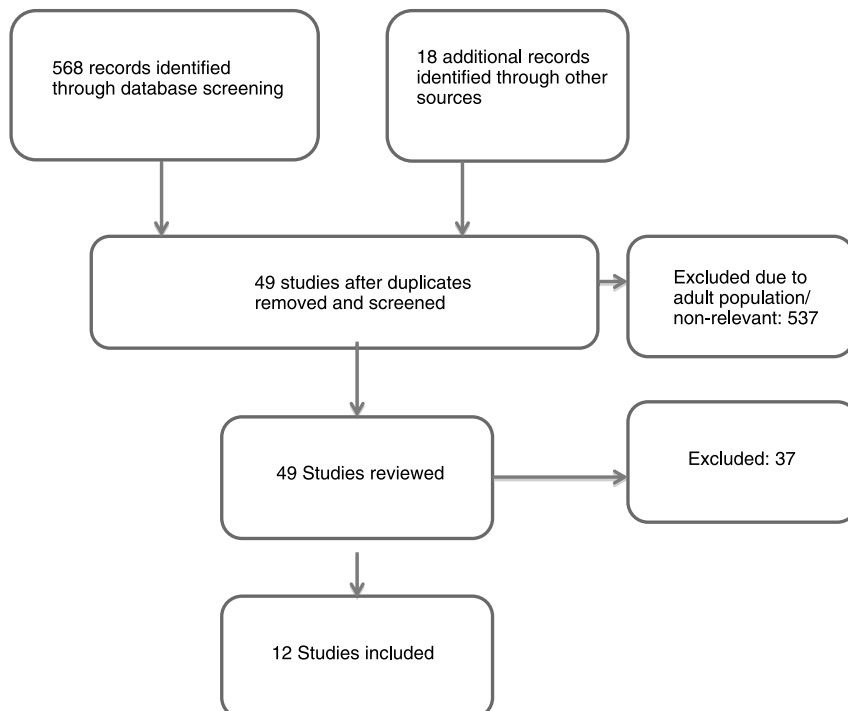 568 records identified
through database screening
18 additional records
identified through other
sources
49 studies after duplicates
removed and screened
Excluded due to
adult population/
non-relevant: 537
49 Studies reviewed
Excluded: 37
12 Studies included